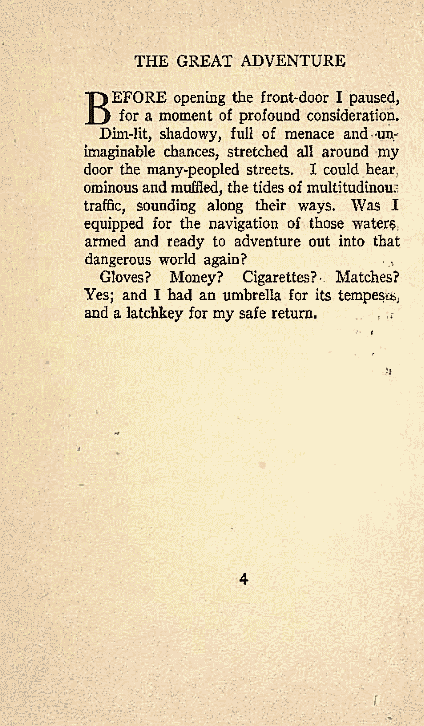 THE GREAT ADVENTURE
BEFORE opening the front-door I paused,
for a moment of profound consideration.
Dim-lit, shadowy, full of menace and un-
imaginable chances, stretched all around my
door the many-peopled streets. I could hear,
ominous and muffled, the tides of multitudinous
traffic, sounding along their ways. Was I
equipped for the navigation of those waters,
armed and ready to adventure out into that
dangerous world again?
Gloves? Money? Cigarettes? Matches?
Yes; and I had an umbrella for its tempests,
and a latchkey for my safe return.
4